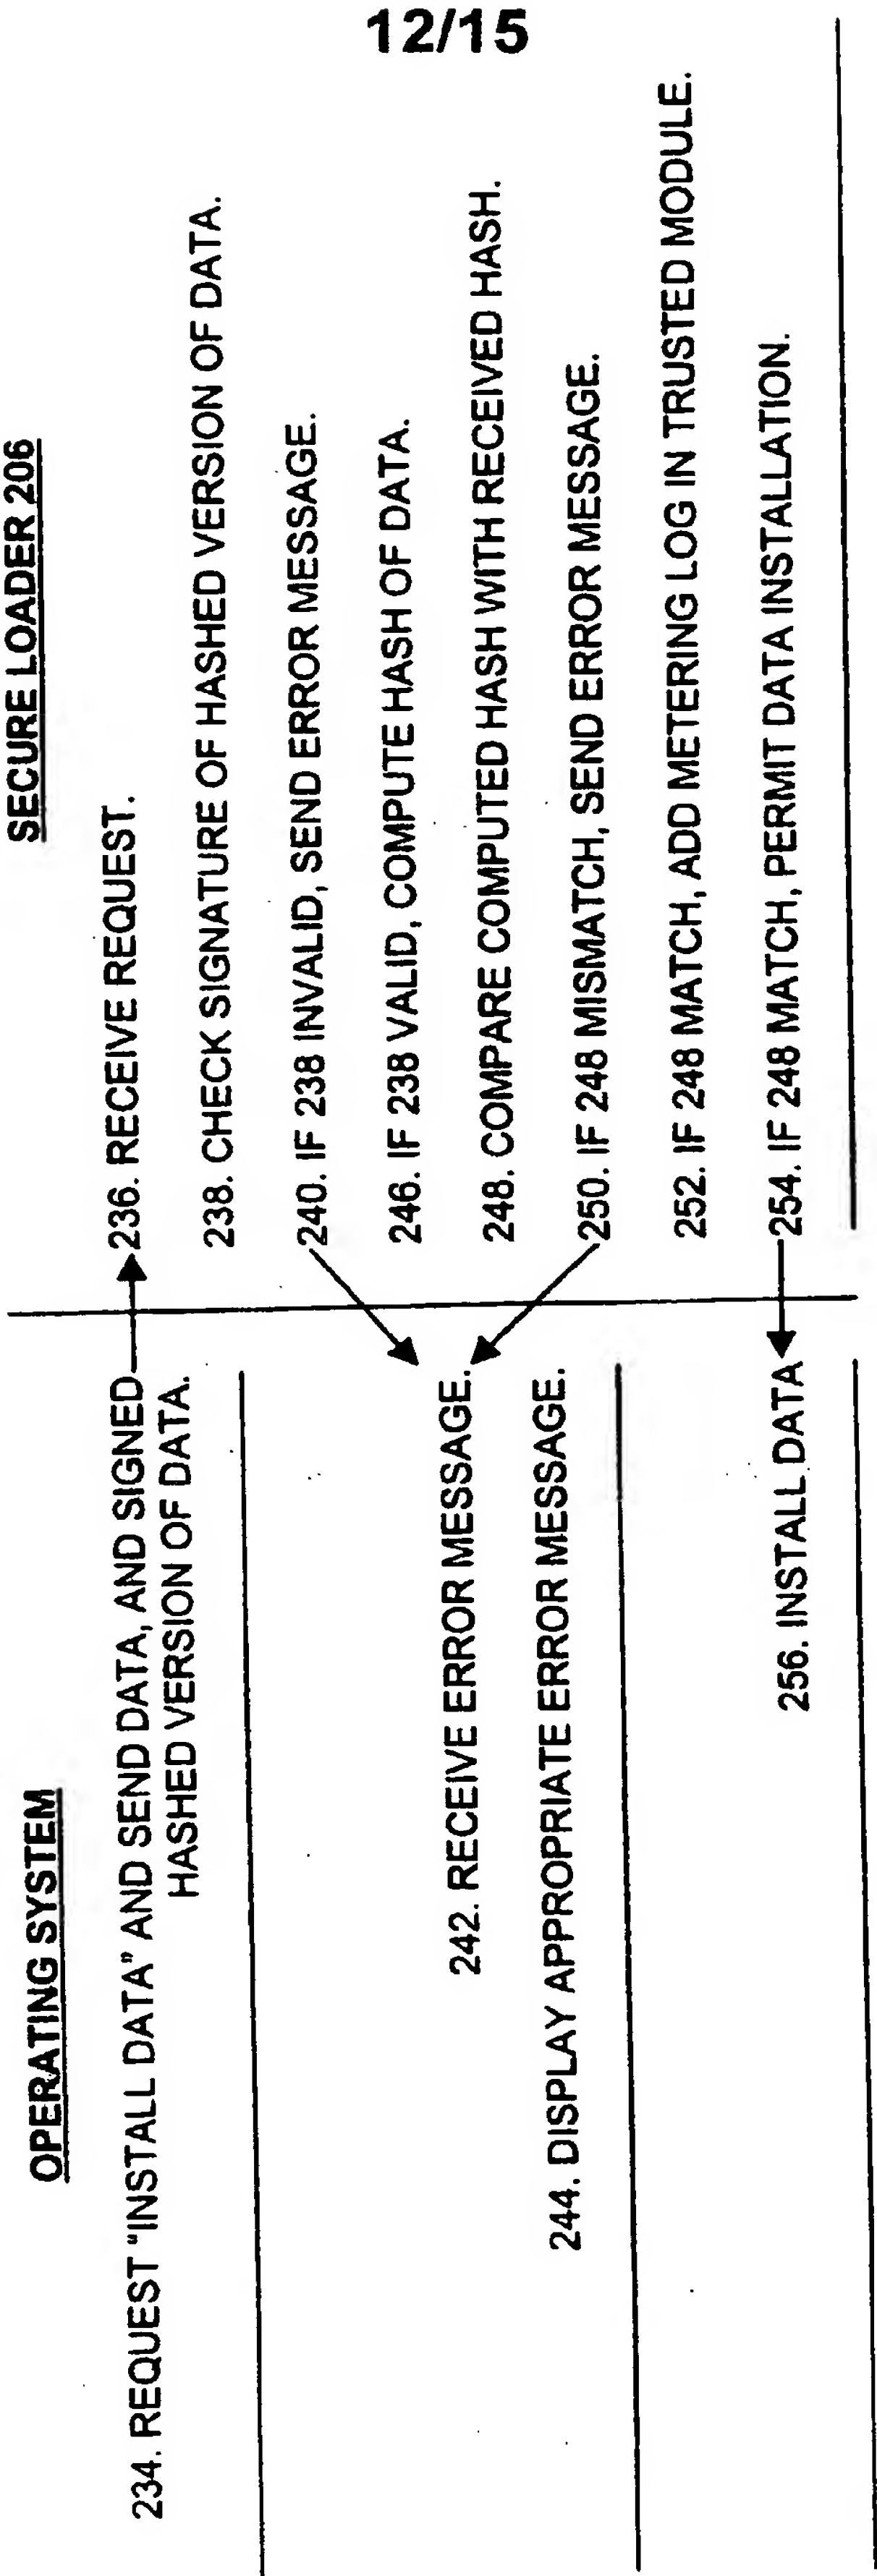 12/15
OPERATING SYSTEM
SECURE LOADER 206
234. REQUEST "INSTALL DATA" AND SEND DATA, AND SIGNED
HASHED VERSION OF DATA.
236. RECEIVE REQUEST.
238. CHECK SIGNATURE OF HASHED VERSION OF DATA.
240. IF 238 INVALID, SEND ERROR MESSAGE.
242. RECEIVE ERROR MESSAGE.
244. DISPLAY APPROPRIATE ERROR MESSAGE.
246. IF 238 VALID, COMPUTE HASH OF DATA.
248. COMPARE COMPUTED HASH WITH RECEIVED HASH.
250. IF 248 MISMATCH, SEND ERROR MESSAGE.
252. IF 248 MATCH, ADD METERING LOG IN TRUSTED MODULE.
254. IF 248 MATCH, PERMIT DATA INSTALLATION.
256. INSTALL DATA